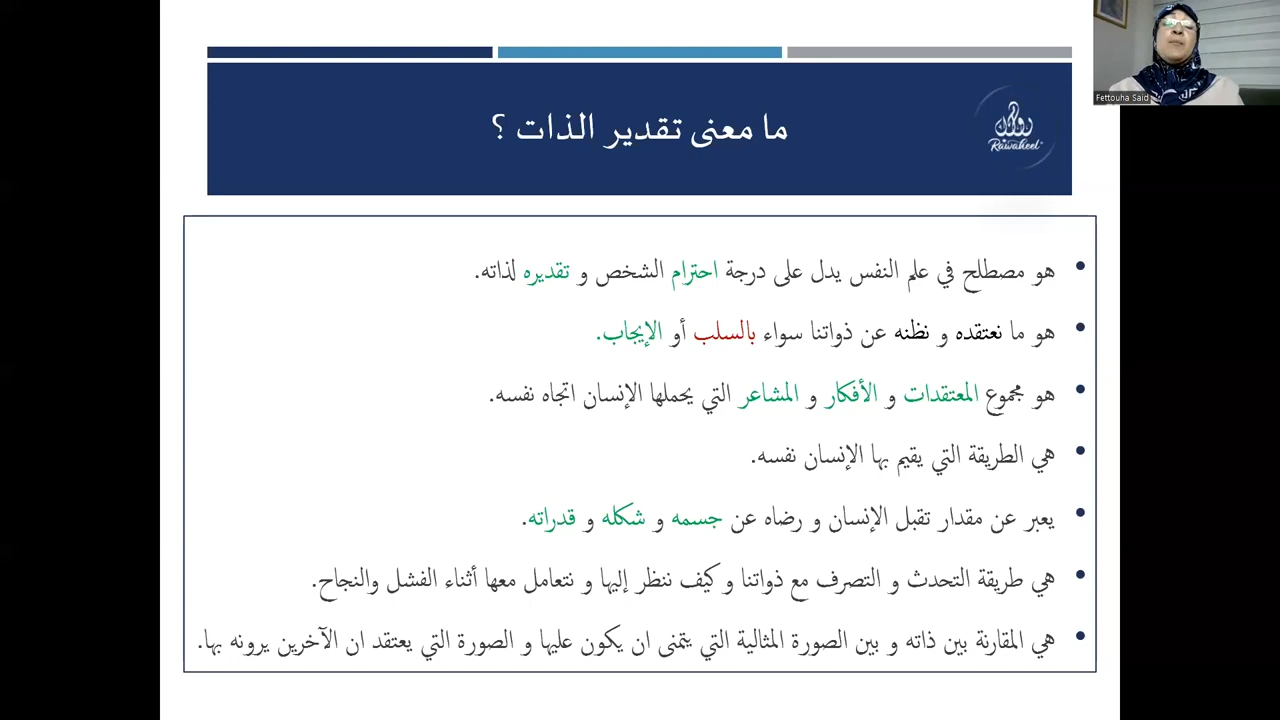 Fettouha Said
ما معنى تقدير الذات ؟
Rawaheel
هو مصطلح في علم النفس يدل على درجة احترام الشخص و تقديره لذاته.
هو ما نعتقده و نظنه عن ذواتنا سواء بالسلب أو الإيجاب.
هو مجموع المعتقدات و الأفكار و المشاعر التي يحملها الإنسان اتجاه نفسه.
هي الطريقة التي يقيم بها الإنسان نفسه.
يعبر عن مقدار تقبل الإنسان و رضاه عن جسمه و شكله و قدراته.
هي طريقة التحدث و التصرف مع ذواتنا و كيف ننظر إليها و نتعامل معها أثناء الفشل والنجاح.
هي المقارنة بين ذاته و بين الصورة المثالية التي يتمنى ان يكون عليها و الصورة التي يعتقد ان الآخرين يرونه بها.